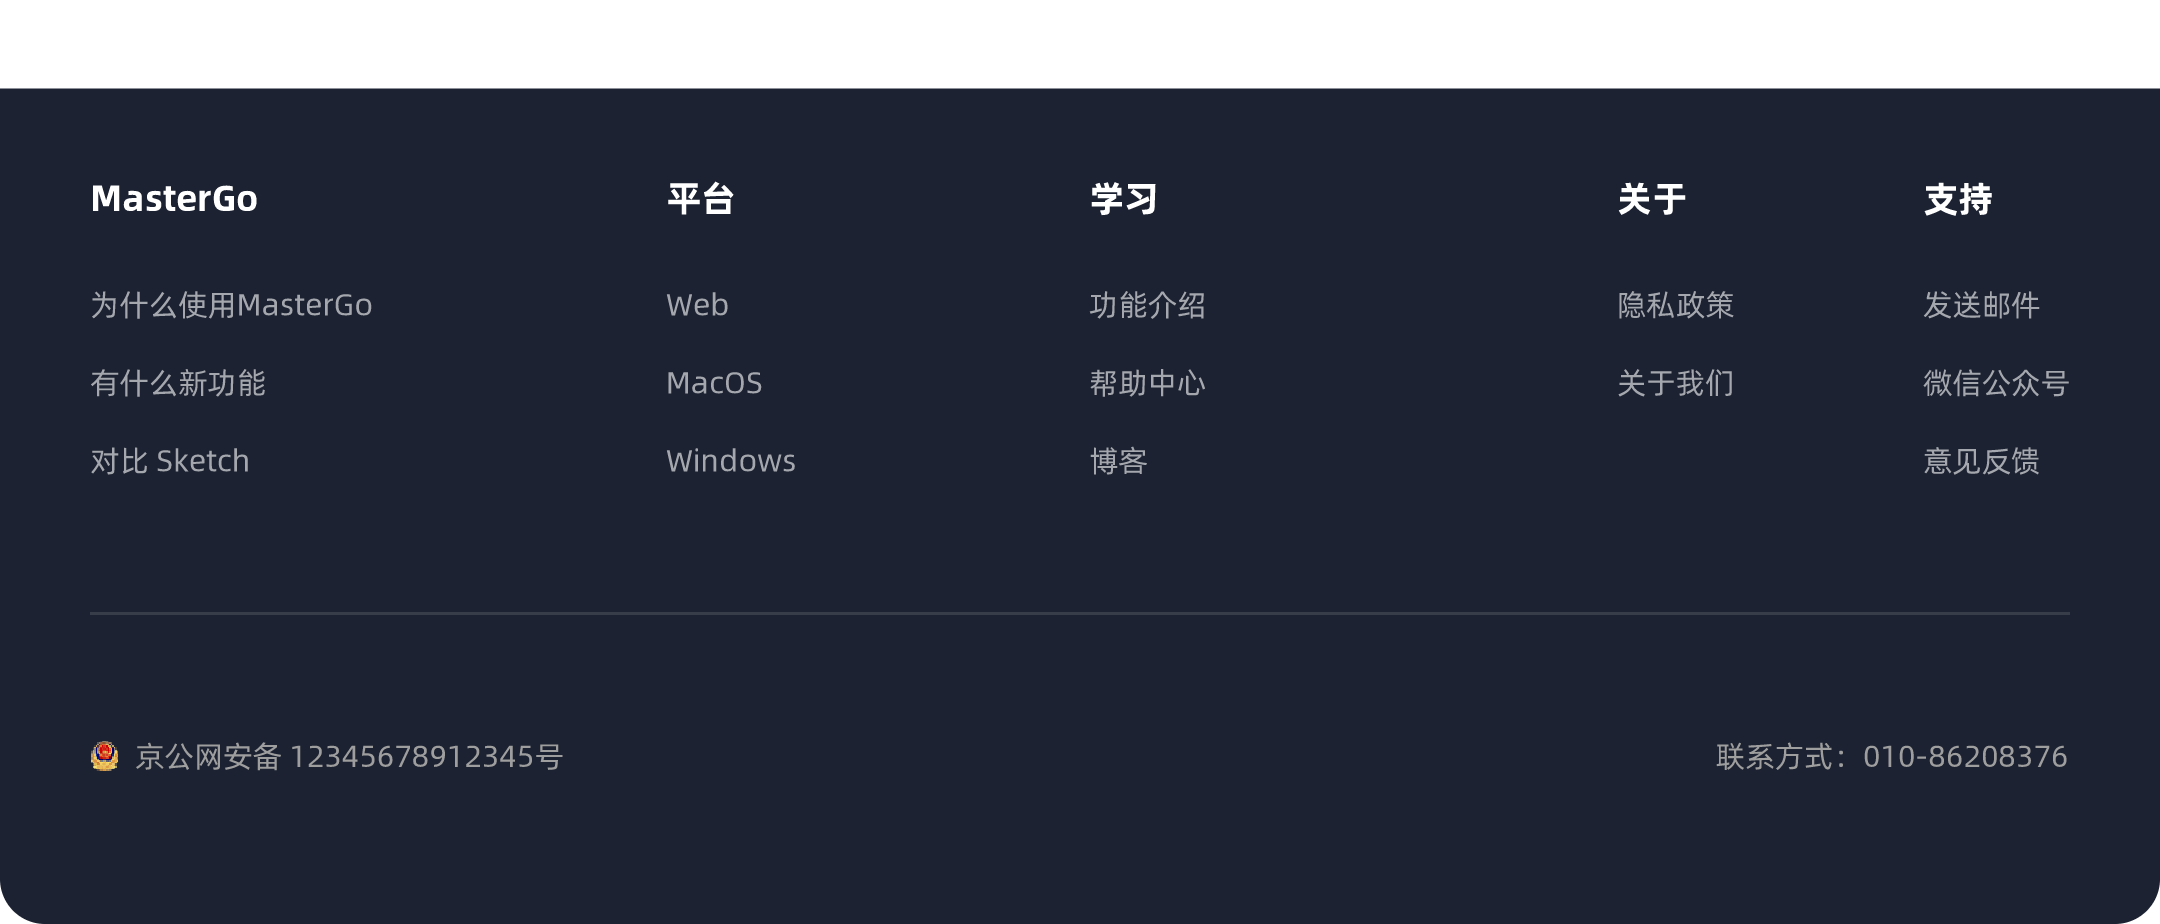 MasterGo
为什么使用MasterGo
有什么新功能
对比 Sketch
平台
Web
MacOS
Windows
学习
功能介绍
帮助中心
博客
关于
隐私政策
关于我们
支持
发送邮件
微信公众号
意见反馈
京公网安备 12345678912345号
联系方式：010-86208376